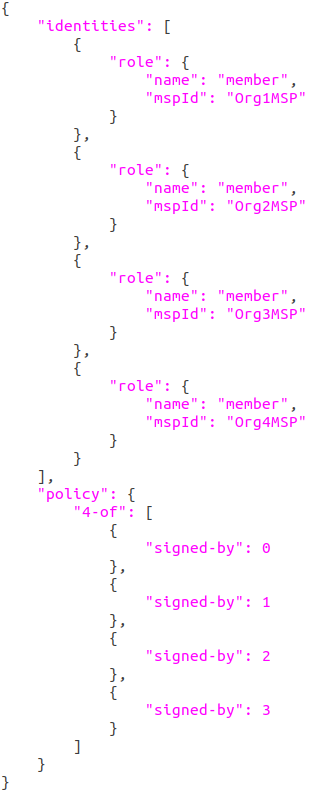 {
    "identities": [
        {
            "role": {
                "name": "member",
                "mspId": "Org1MSP"
            }
        },
        {
            "role": {
                "name": "member",
                "mspId": "Org2MSP"
            }
        },
        {
            "role": {
                "name": "member",
                "mspId": "Org3MSP"
            }
        },
        {
            "role": {
                "name": "member",
                "mspId": "Org4MSP"
            }
        }
    ],
    "policy": {
        "4-of": [
            {
                "signed-by": 0
            },
            {
                "signed-by": 1
            },
            {
                "signed-by": 2
            },
            {
                "signed-by": 3
            }
        ]
    }
}